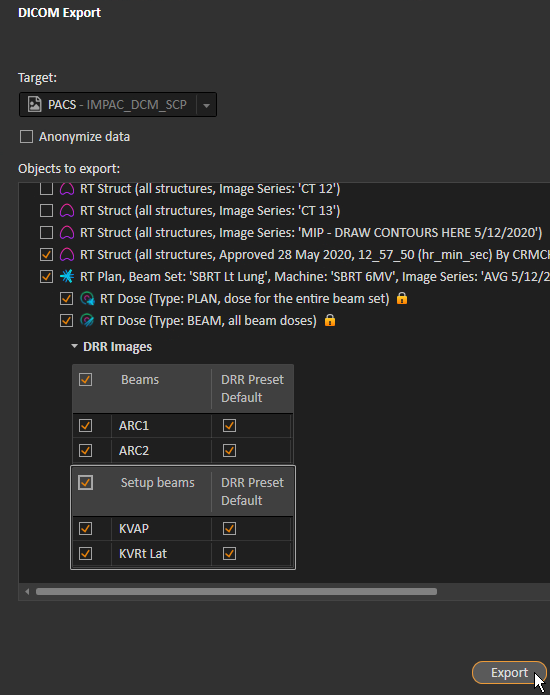 DICOM Export
Target:
PACS - IMPAC_DCM_SCP
Anonymize data
Objects to export:
RT Struct (all structures, Image Series: 'CT 12')
RT Struct (all structures, Image Series: 'CT 13')
RT Struct (all structures, Image Series: 'MIP - DRAW CONTOURS HERE 5/12/2020')
RT Struct (all structures, Approved 28 May 2020, 12_57_50 (hr_min_sec) By CRMCH
RT Plan, Beam Set: 'SBRT Lt Lung', Machine: 'SBRT 6MV', Image Series: 'AVG 5/12/2
RT Dose (Type: PLAN, dose for the entire beam set)
RT Dose (Type: BEAM, all beam doses)
DRR Images
Beams DRR Preset
Default
ARC1
ARC2
Setup beams DRR Preset
Default
KVAP
KVRt Lat
Export